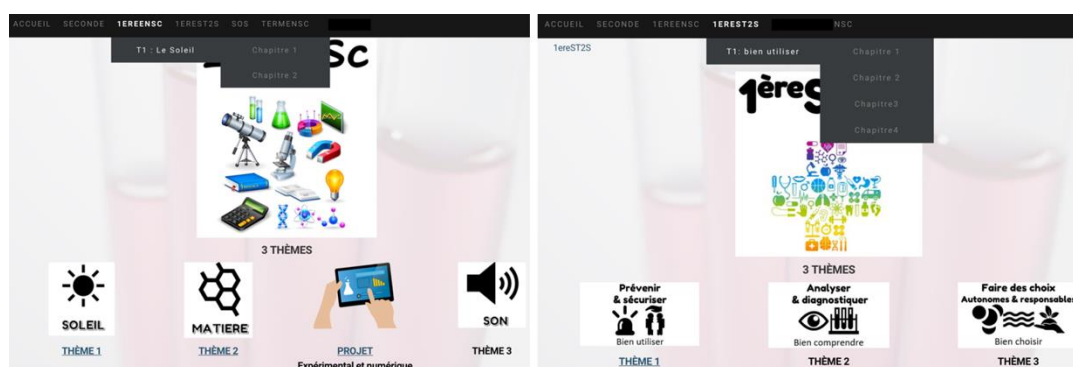 ACCUEIL SECONDE 1EREENSC 1EREST2S SOS TERMENSC
T1 : Le Soleil
Chapitre 1
Chapitre 2
SC
3 THÈMES
SOLEIL
MATIERE
SON
THÈME 1
THÈME 2
PROJET
THÈME 3
Expérimental et numérique
ACCUEIL SECONDE 1EREENSC 1EREST2S NSC
1ereST2S
T1: bien utiliser
Chapitre 1
Chapitre 2
Chapitre3
Chapitre4
1ère
3 THÈMES
Prévenir
& sécuriser
Bien utiliser
Analyser
& diagnostiquer
Bien comprendre
Faire des choix
Autonomes & responsables
Bien choisir
THÈME 1
THÈME 2
THÈME 3